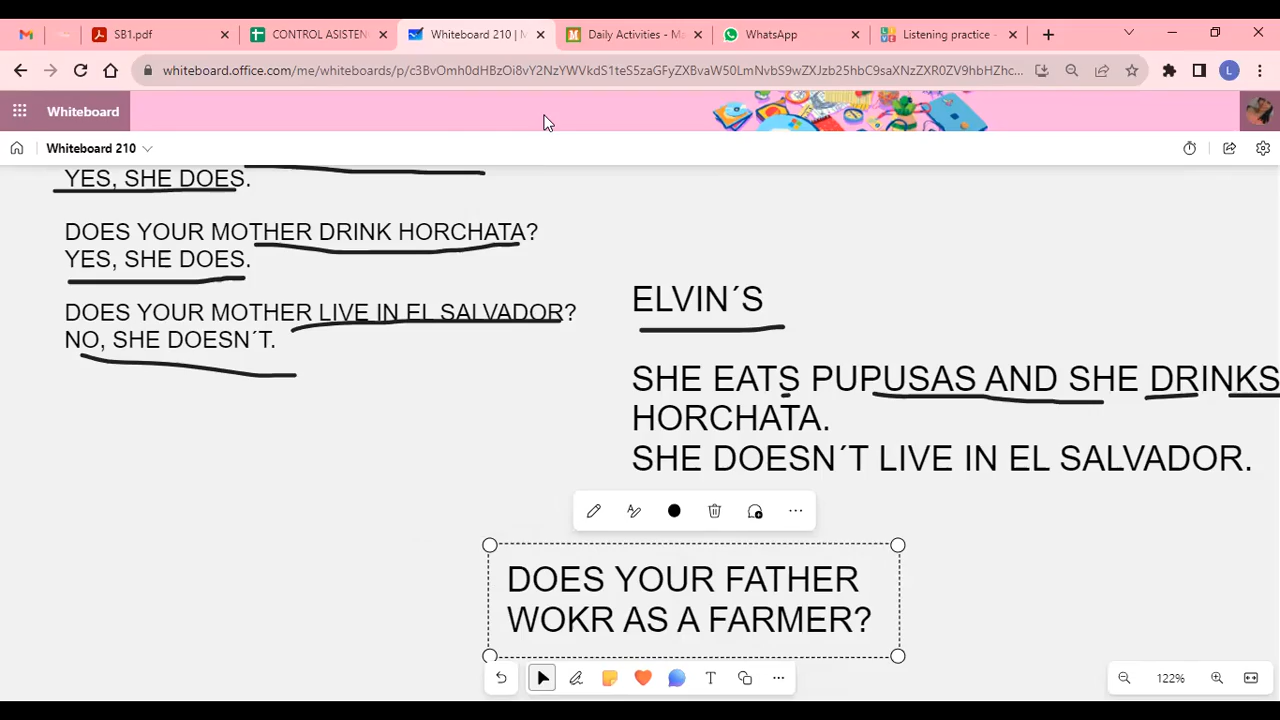 SB1.pdf
CONTROL ASISTEN
Whiteboard 210 | M
Daily Activities - Ma
WhatsApp
Listening practice -
whiteboard.office.com/me/whiteboards/p/
L
Whiteboard
Whiteboard 210
YES, SHE DOES.
DOES YOUR MOTHER DRINK HORCHATA?
YES, SHE DOES.
DOES YOUR MOTHER LIVE IN EL SALVADOR?
NO, SHE DOESN´T.
ELVIN´S
SHE EATS PUPUSAS AND SHE DRINKS
HORCHATA.
SHE DOESN´T LIVE IN EL SALVADOR.
DOES YOUR FATHER
WOKR AS A FARMER?
122%